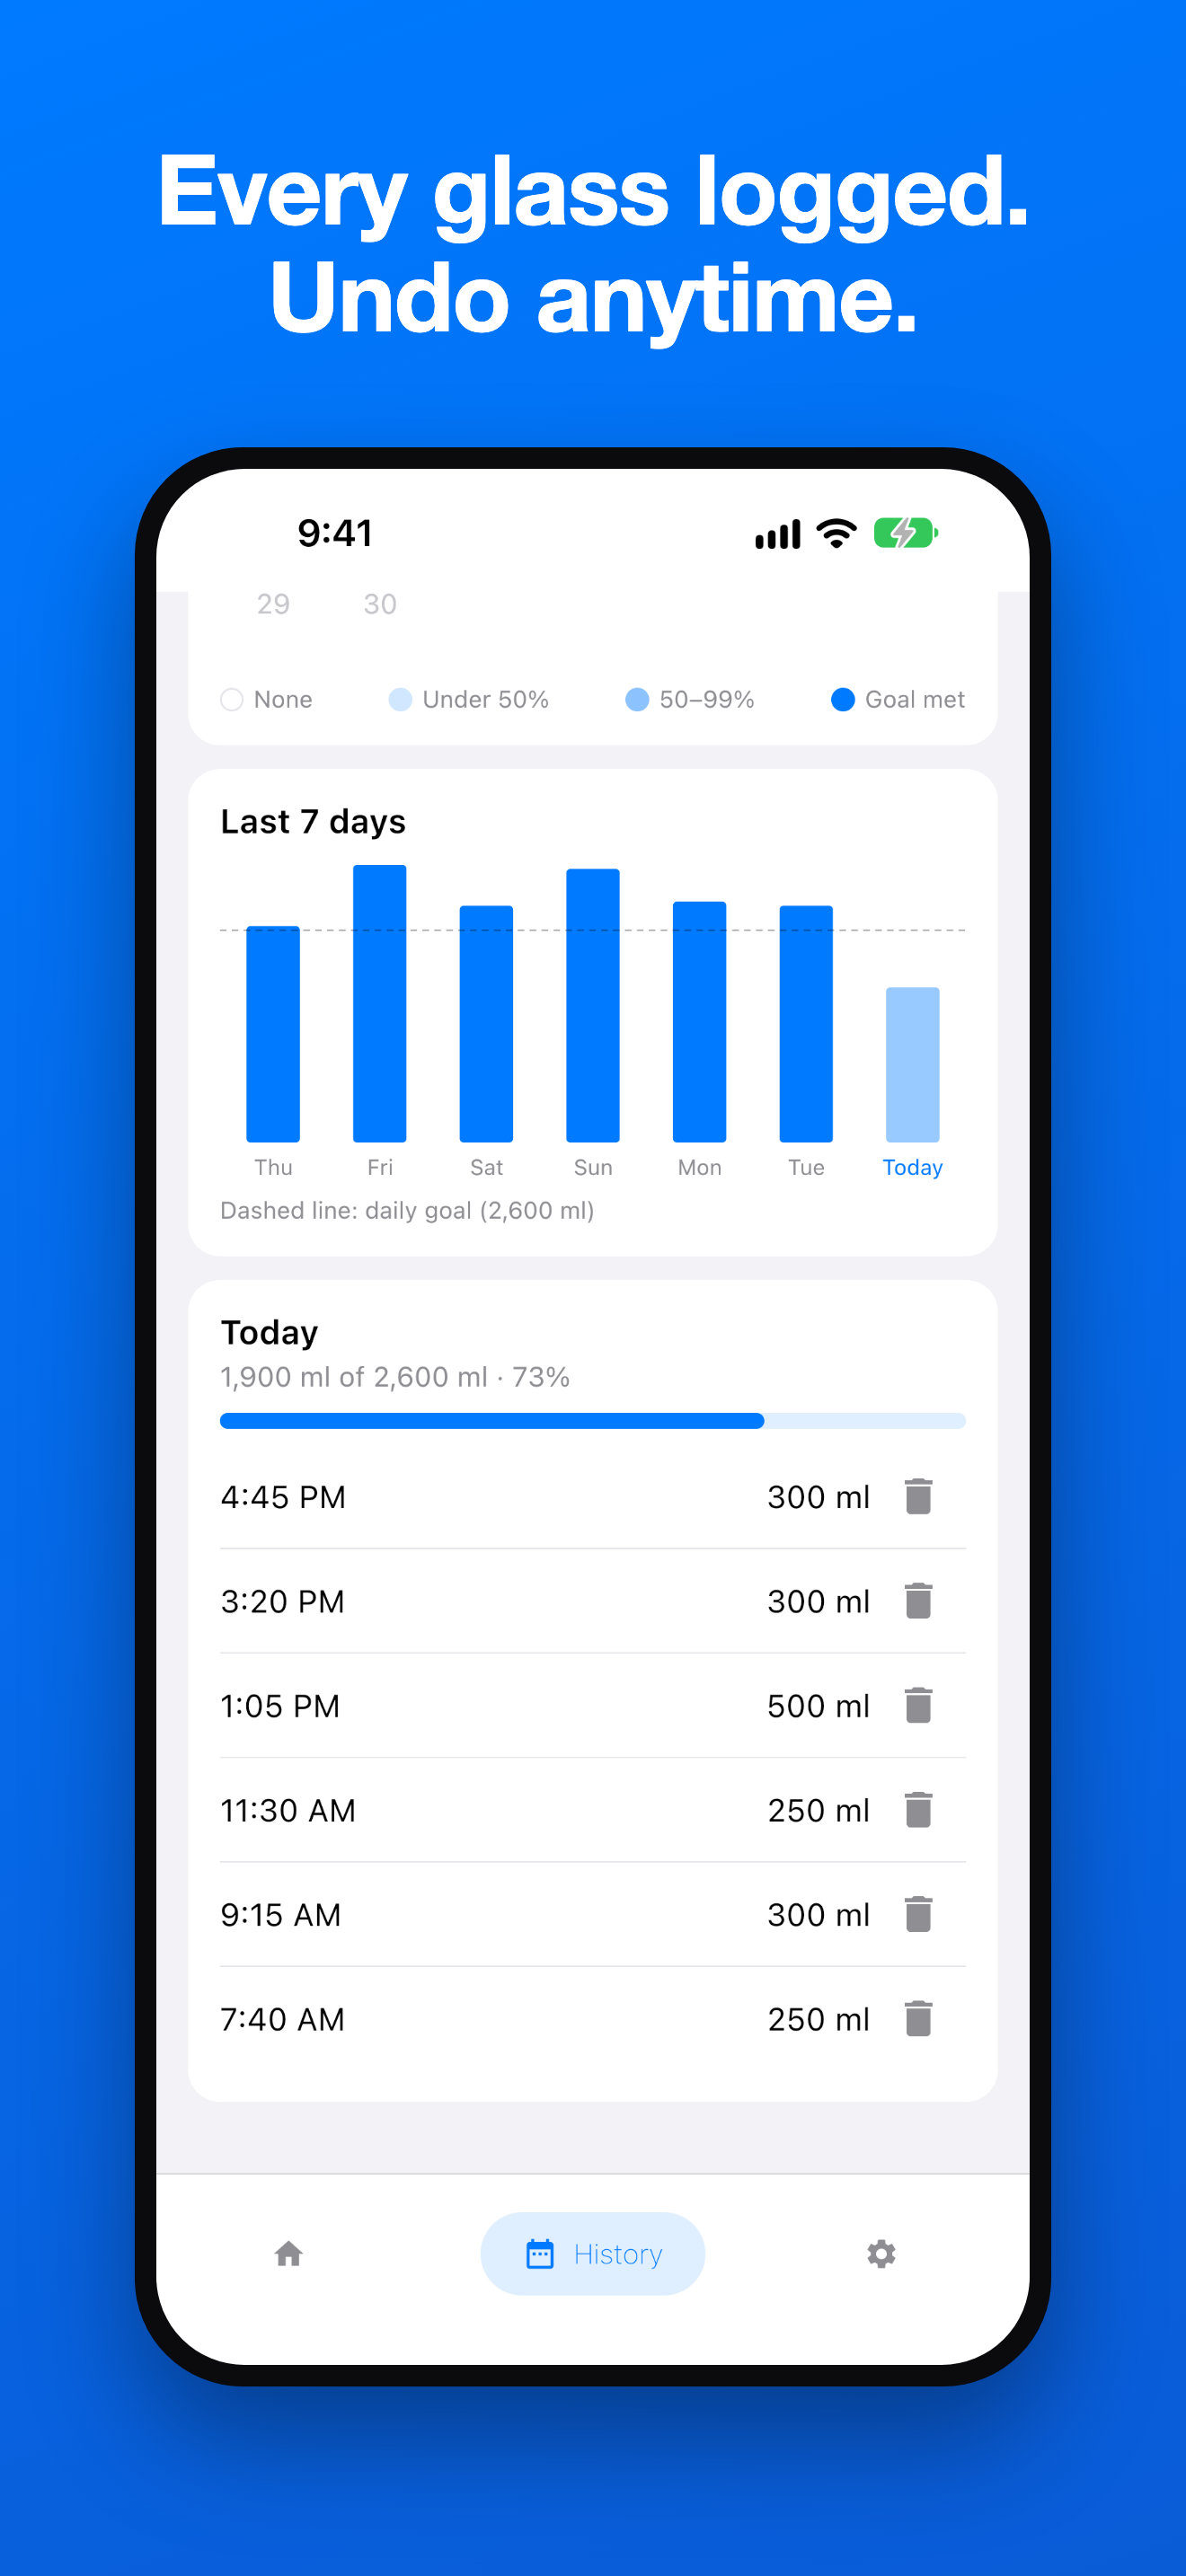 Every glass logged.
Undo anytime.
9:41
29 30
None Under 50% 50–99% Goal met
Last 7 days
Thu Fri Sat Sun Mon Tue Today
Dashed line: daily goal (2,600 ml)
Today
1,900 ml of 2,600 ml · 73%
4:45 PM 300 ml
3:20 PM 300 ml
1:05 PM 500 ml
11:30 AM 250 ml
9:15 AM 300 ml
7:40 AM 250 ml
History